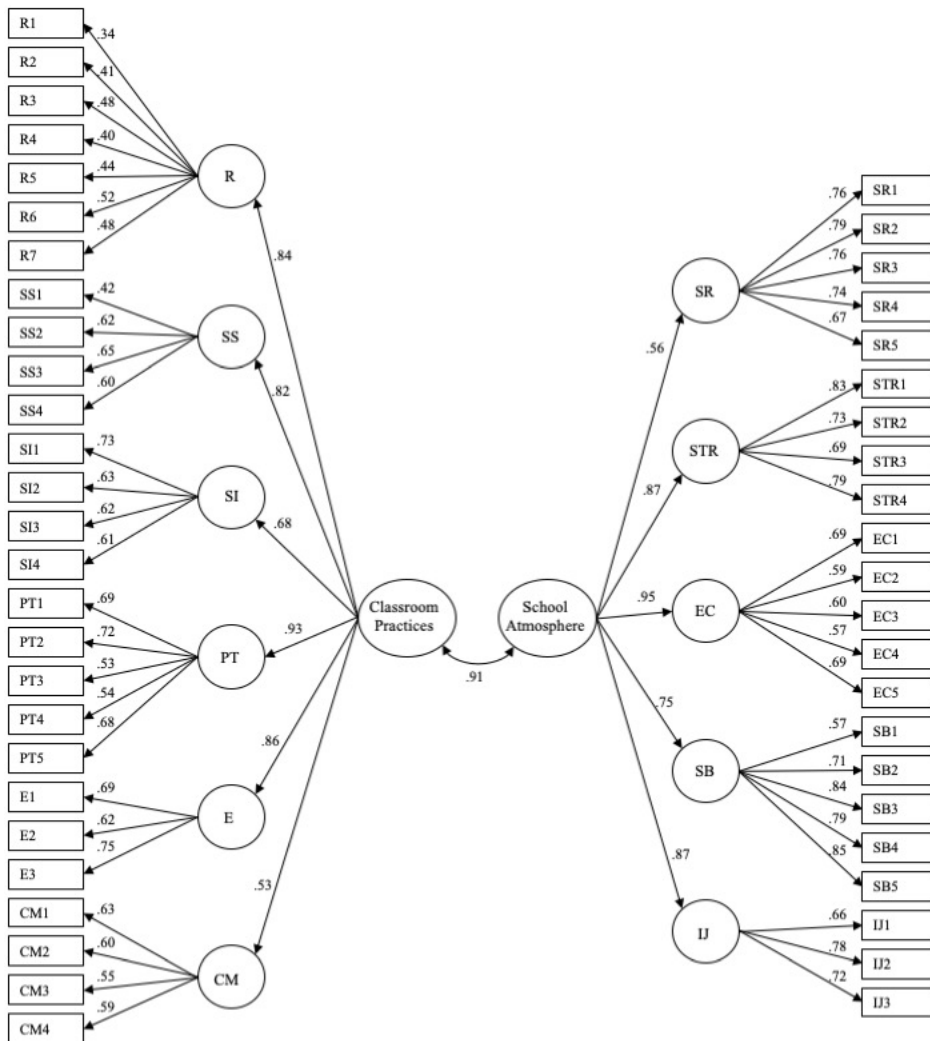 R1
.34
R2
.41
R3
.48
R4
.40
R5
.44
R6
.52
R7
.48
R
.84
SS1
.42
SS2
.62
SS3
.65
SS4
.60
SS
.82
SI1
.73
SI2
.63
SI3
.62
SI4
.61
SI
.68
PT1
.69
PT2
.72
PT3
.53
PT4
.54
PT5
.68
PT
.93
E1
.69
E2
.62
E3
.75
E
.86
CM1
.63
CM2
.60
CM3
.55
CM4
.59
CM
.53
Classroom
Practices
.91
School
Atmosphere
.56
SR
.76
SR1
.79
SR2
.76
SR3
.74
SR4
.67
SR5
.87
STR
.83
STR1
.73
STR2
.69
STR3
.79
STR4
.95
EC
.69
EC1
.59
EC2
.60
EC3
.57
EC4
.69
EC5
.75
SB
.57
SB1
.71
SB2
.84
SB3
.79
SB4
.85
SB5
.87
IJ
.66
IJ1
.78
IJ2
.72
IJ3